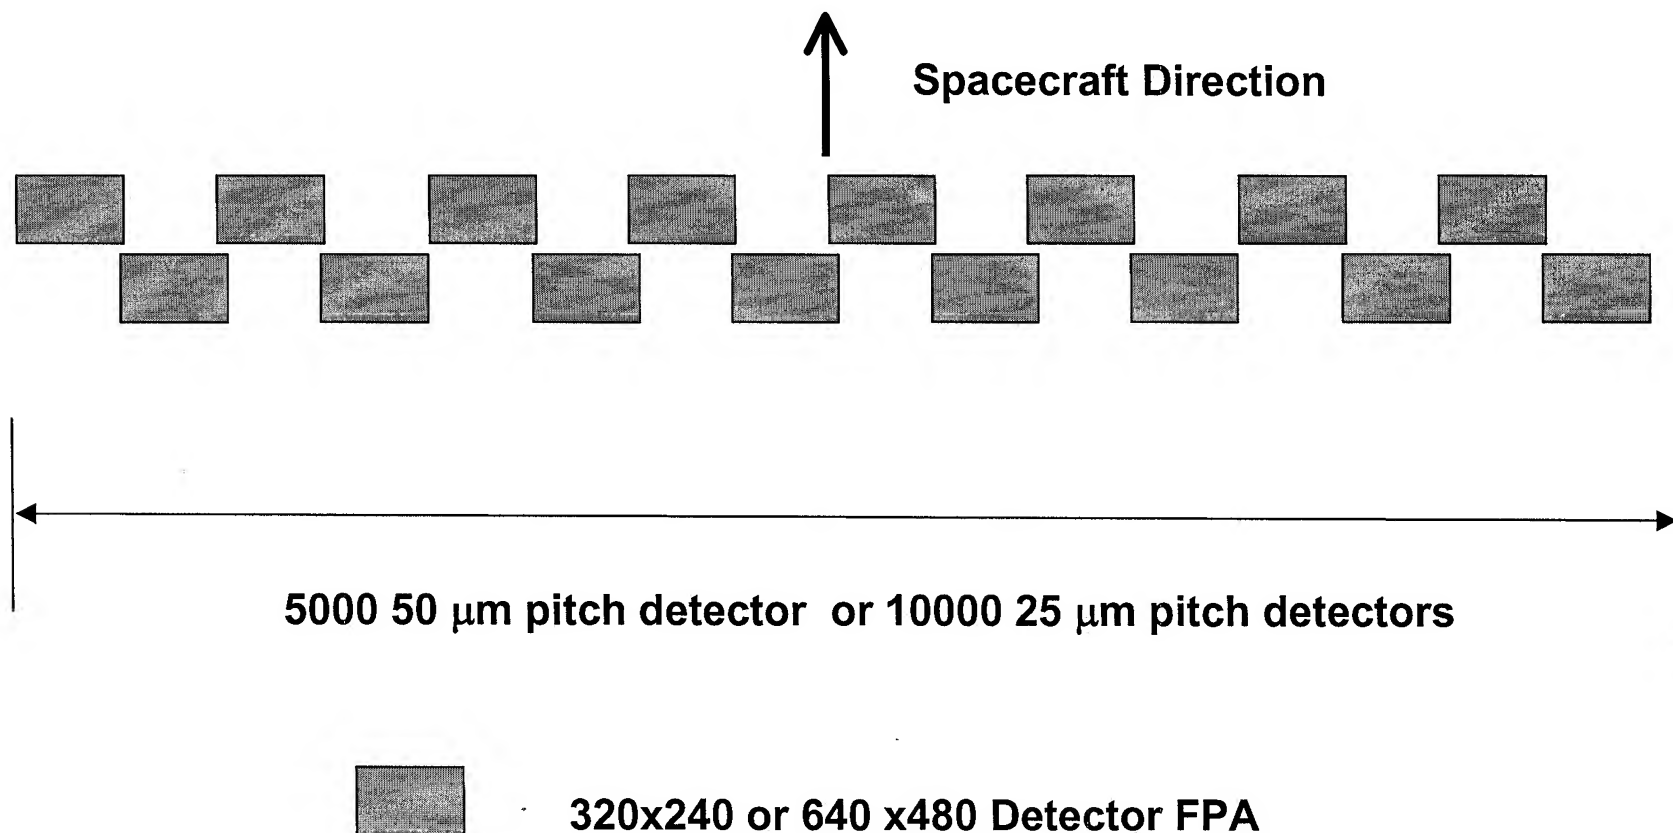 Spacecraft Direction
5000 50 μm pitch detector or 10000 25 μm pitch detectors
320x240 or 640 x480 Detector FPA